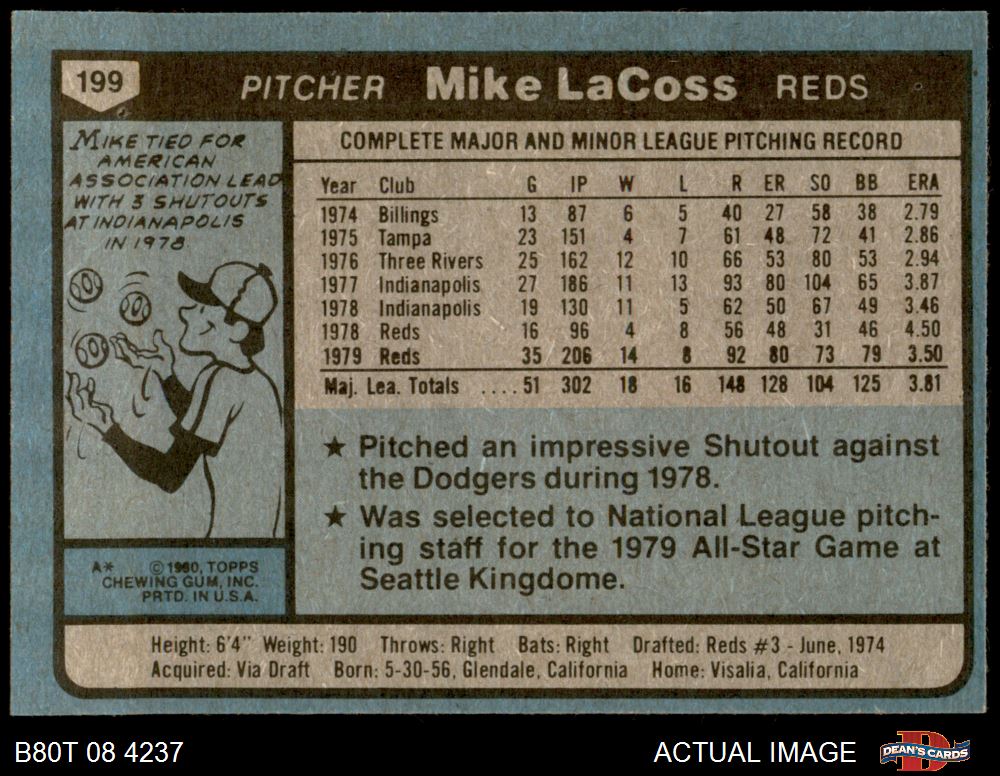 199
PITCHER Mike LaCoss REDS
MIKE TIED FOR
AMERICAN
ASSOCIATION LEAD
WITH 3 SHUTOUTS
AT INDIANAPOLIS
IN 1978
COMPLETE MAJOR AND MINOR LEAGUE PITCHING RECORD
Year Club G IP W L R ER SO BB ERA
1974 Billings 13 87 6 5 40 27 58 38 2.79
1975 Tampa 23 151 4 7 61 48 72 41 2.86
1976 Three Rivers 25 162 12 10 66 53 80 53 2.94
1977 Indianapolis 27 186 11 13 93 80 104 65 3.87
1978 Indianapolis 19 130 11 5 62 50 67 49 3.46
1978 Reds 16 96 4 8 56 48 31 46 4.50
1979 Reds 35 206 14 8 92 80 73 79 3.50
Maj. Lea. Totals ....51 302 18 16 148 128 104 125 3.81
★ Pitched an impressive Shutout against
the Dodgers during 1978.
★ Was selected to National League pitch-
ing staff for the 1979 All-Star Game at
Seattle Kingdome.
A* © 1980, TOPPS
CHEWING GUM, INC.
PRTD. IN U.S.A.
Height: 6'4" Weight: 190 Throws: Right Bats: Right Drafted: Reds #3 - June, 1974
Acquired: Via Draft Born: 5-30-56, Glendale, California Home: Visalia, California
B80T 08 4237
ACTUAL IMAGE
D
DEAN'S CARDS